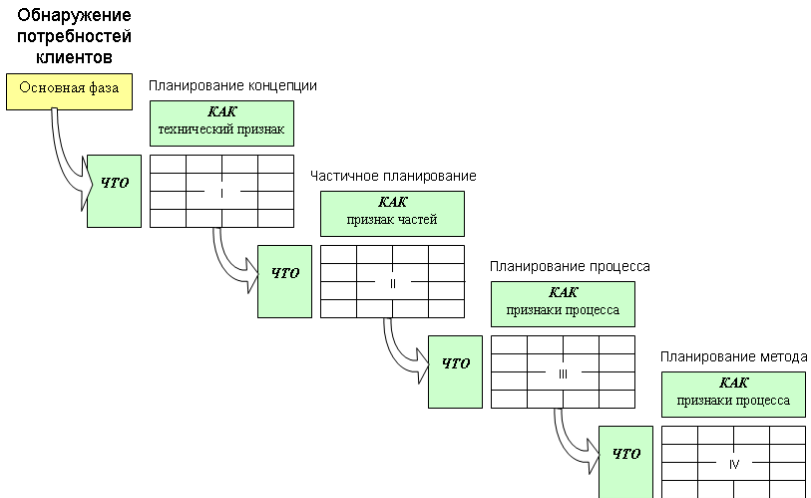 Обнаружение
потребностей
клиентов
Основная фаза
Планирование концепции
КАК
технический признак
ЧТО
I
Частичное планирование
КАК
признак частей
ЧТО
II
Планирование процесса
КАК
признаки процесса
ЧТО
III
Планирование метода
КАК
признаки процесса
ЧТО
IV